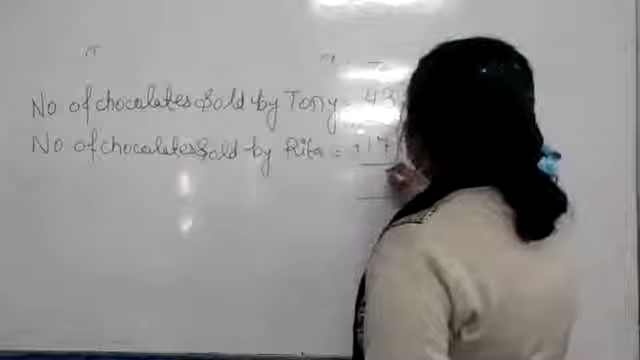 No of chocolates Sold by Tony = 43
No of chocolates Sold by Rita = +17